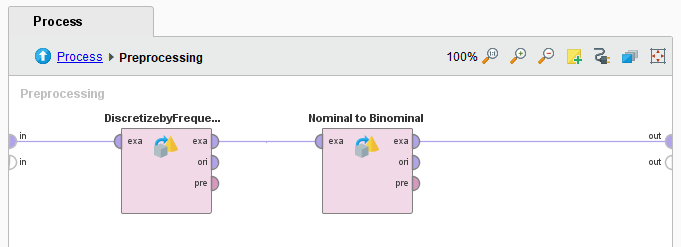 Process
Process ▸ Preprocessing 100%
Preprocessing
DiscretizebyFreque... Nominal to Binominal
in exa exa exa exa out
in ori ori out
pre pre